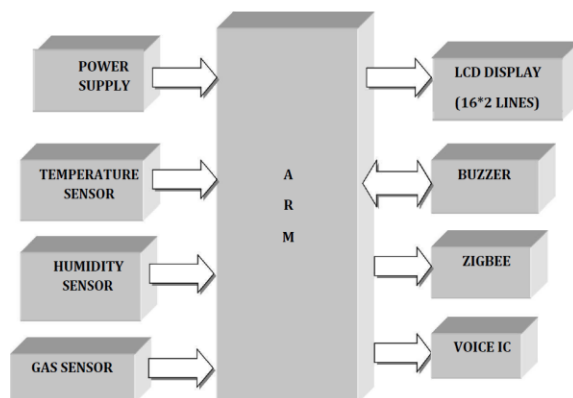 POWER
SUPPLY
TEMPERATURE
SENSOR
HUMIDITY
SENSOR
GAS SENSOR
A
R
M
LCD DISPLAY
(16*2 LINES)
BUZZER
ZIGBEE
VOICE IC